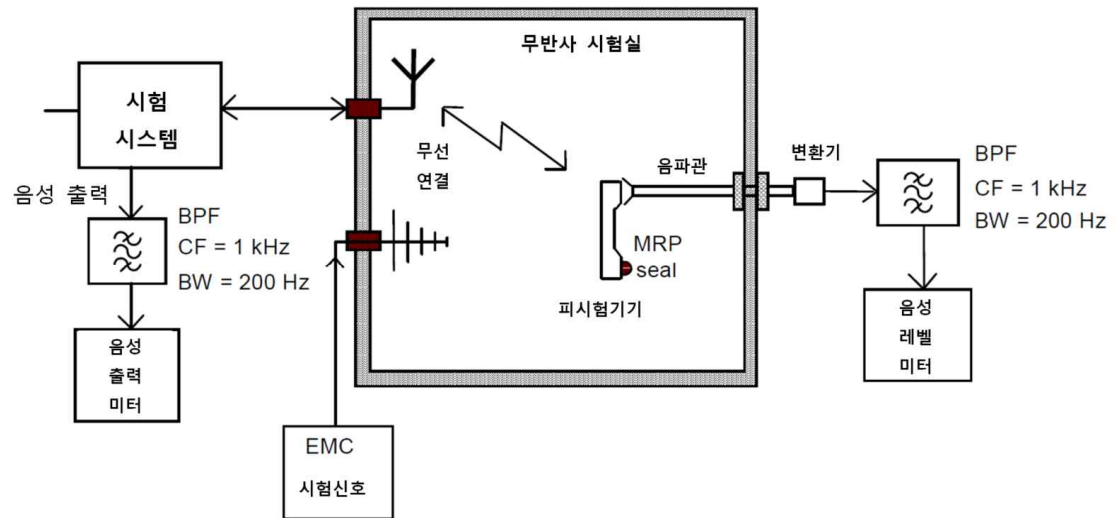 무반사 시험실
시험
시스템
음성 출력
BPF
CF = 1 kHz
BW = 200 Hz
음성
출력
미터
무선
연결
EMC
시험신호
음파관
변환기
MRP
seal
피시험기기
BPF
CF = 1 kHz
BW = 200 Hz
음성
레벨
미터